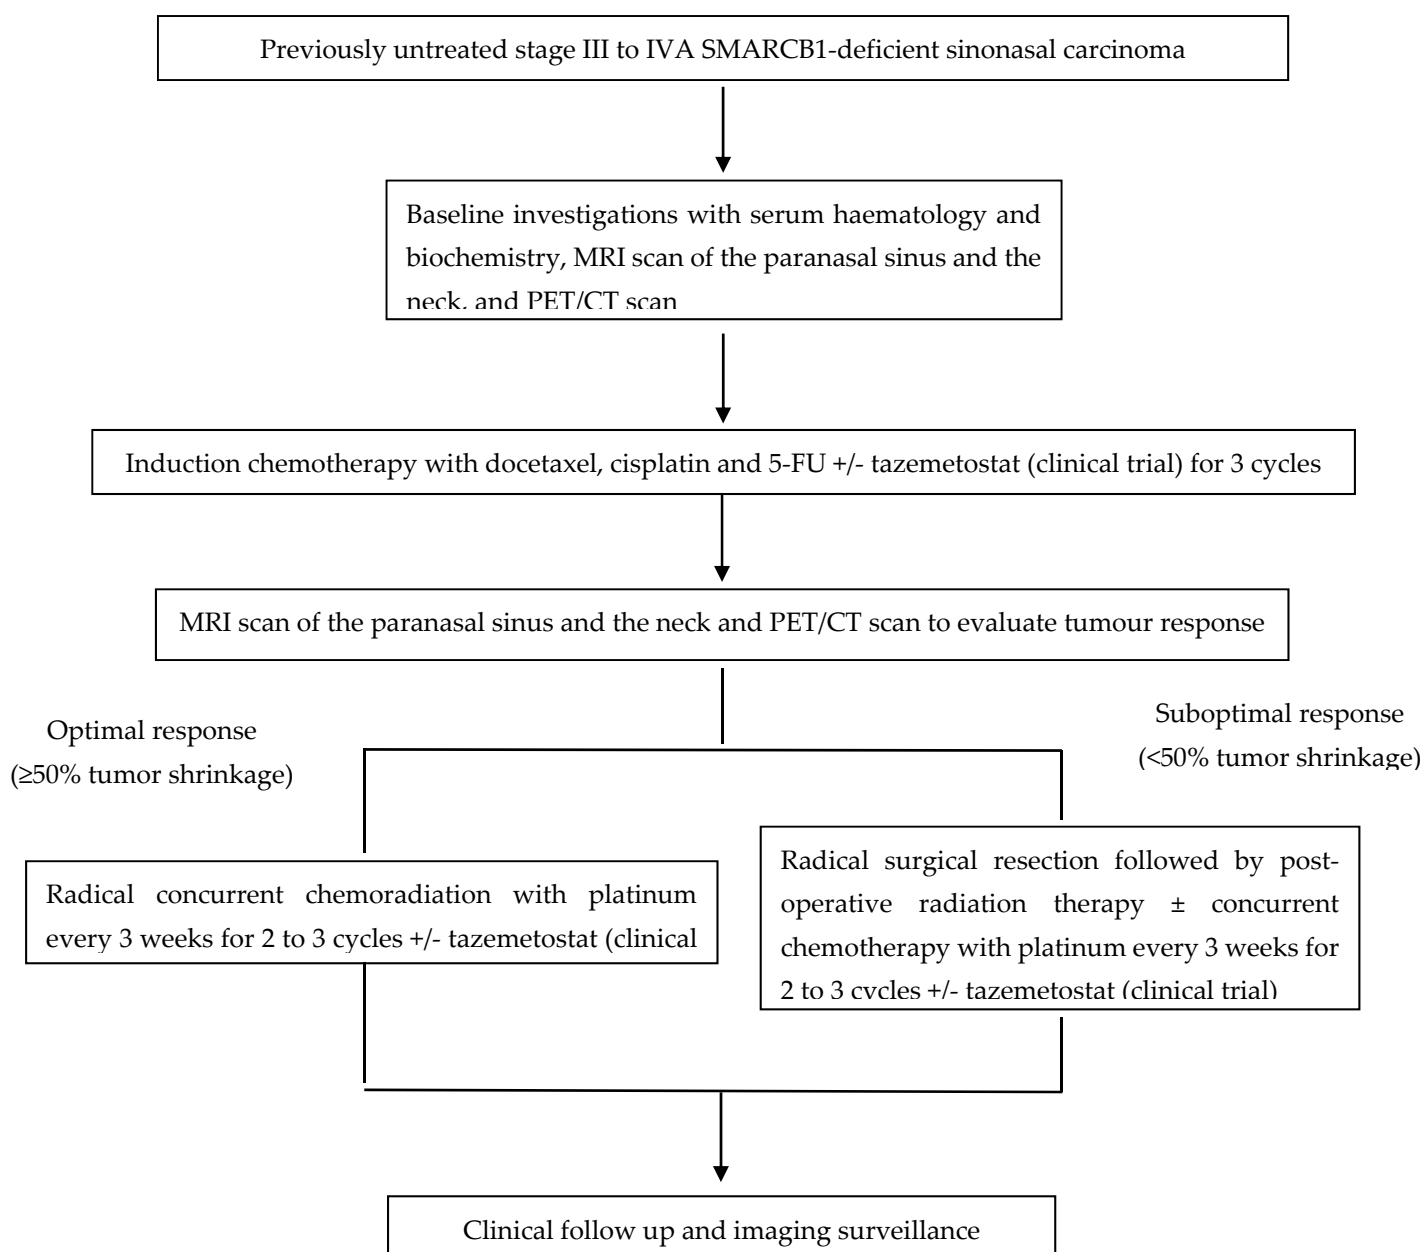 Previously untreated stage III to IVA SMARCB1-deficient sinonasal carcinoma
Baseline investigations with serum haematology and
biochemistry, MRI scan of the paranasal sinus and the
neck, and PET/CT scan
Induction chemotherapy with docetaxel, cisplatin and 5-FU +/- tazemetostat (clinical trial) for 3 cycles
MRI scan of the paranasal sinus and the neck and PET/CT scan to evaluate tumour response
Optimal response
(≥50% tumor shrinkage)
Suboptimal response
(<50% tumor shrinkage)
Radical concurrent chemoradiation with platinum
every 3 weeks for 2 to 3 cycles +/- tazemetostat (clinical
Radical surgical resection followed by post-
operative radiation therapy ± concurrent
chemotherapy with platinum every 3 weeks for
2 to 3 cycles +/- tazemetostat (clinical trial)
Clinical follow up and imaging surveillance